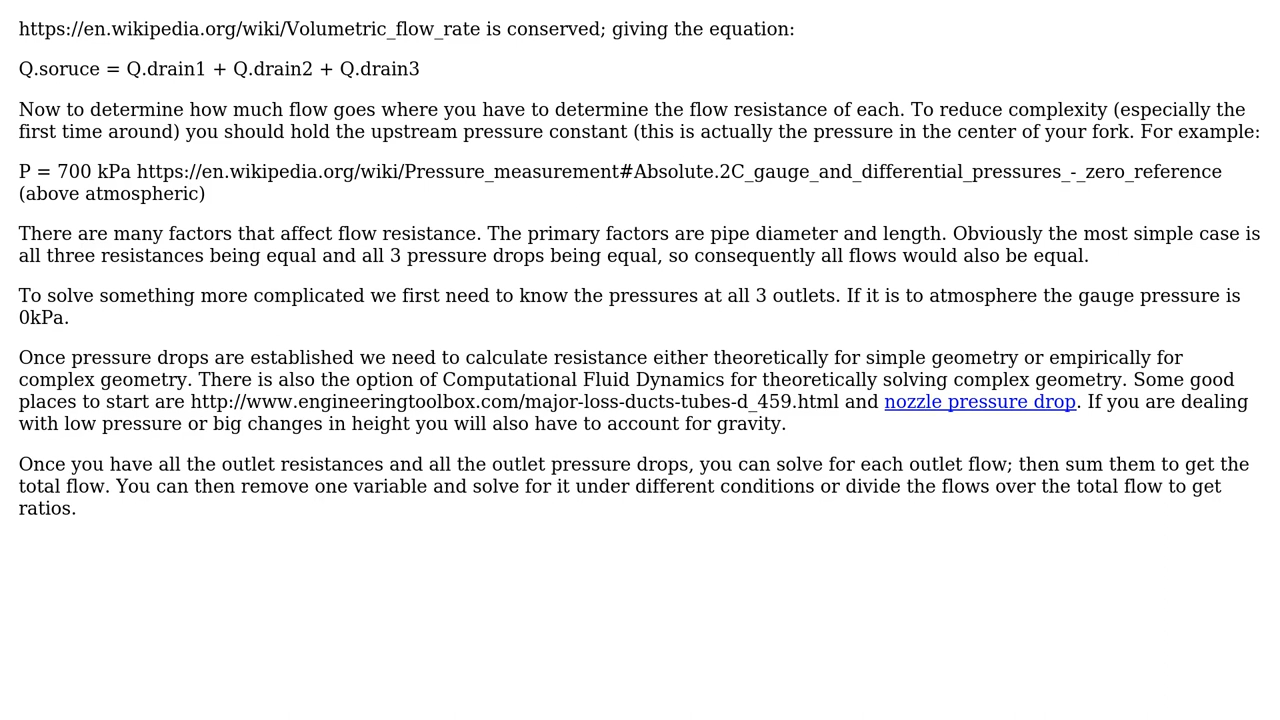 https://en.wikipedia.org/wiki/Volumetric_flow_rate is conserved; giving the equation:
Q.soruce = Q.drain1 + Q.drain2 + Q.drain3
Now to determine how much flow goes where you have to determine the flow resistance of each. To reduce complexity (especially the
first time around) you should hold the upstream pressure constant (this is actually the pressure in the center of your fork. For example:
P = 700 kPa https://en.wikipedia.org/wiki/Pressure_measurement#Absolute.2C_gauge_and_differential_pressures_-_zero_reference
(above atmospheric)
There are many factors that affect flow resistance. The primary factors are pipe diameter and length. Obviously the most simple case is
all three resistances being equal and all 3 pressure drops being equal, so consequently all flows would also be equal.
To solve something more complicated we first need to know the pressures at all 3 outlets. If it is to atmosphere the gauge pressure is
0kPa.
Once pressure drops are established we need to calculate resistance either theoretically for simple geometry or empirically for
complex geometry. There is also the option of Computational Fluid Dynamics for theoretically solving complex geometry. Some good
places to start are http://www.engineeringtoolbox.com/major-loss-ducts-tubes-d_459.html and nozzle pressure drop. If you are dealing
with low pressure or big changes in height you will also have to account for gravity.
Once you have all the outlet resistances and all the outlet pressure drops, you can solve for each outlet flow; then sum them to get the
total flow. You can then remove one variable and solve for it under different conditions or divide the flows over the total flow to get
ratios.